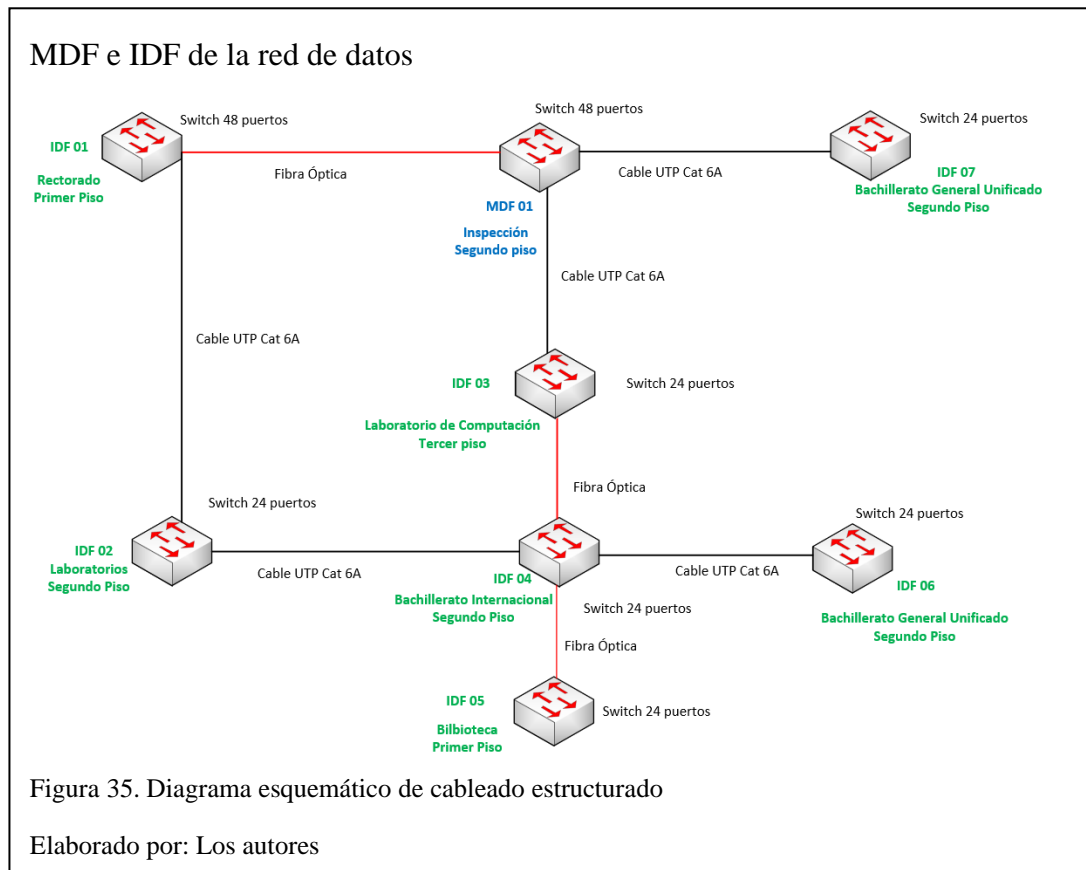 MDF e IDF de la red de datos
Switch 48 puertos
IDF 01
Rectorado
Primer Piso
Fibra Óptica
Switch 48 puertos
MDF 01
Inspección
Segundo piso
Cable UTP Cat 6A
Switch 24 puertos
IDF 07
Bachillerato General Unificado
Segundo Piso
Cable UTP Cat 6A
Cable UTP Cat 6A
IDF 03
Switch 24 puertos
Laboratorio de Computación
Tercer piso
Fibra Óptica
Switch 24 puertos
IDF 02
Laboratorios
Segundo Piso
Cable UTP Cat 6A
IDF 04
Bachillerato Internacional
Segundo Piso
Switch 24 puertos
Cable UTP Cat 6A
Switch 24 puertos
IDF 06
Bachillerato General Unificado
Segundo Piso
Fibra Óptica
IDF 05
Switch 24 puertos
Bilbioteca
Primer Piso
Figura 35. Diagrama esquemático de cableado estructurado
Elaborado por: Los autores